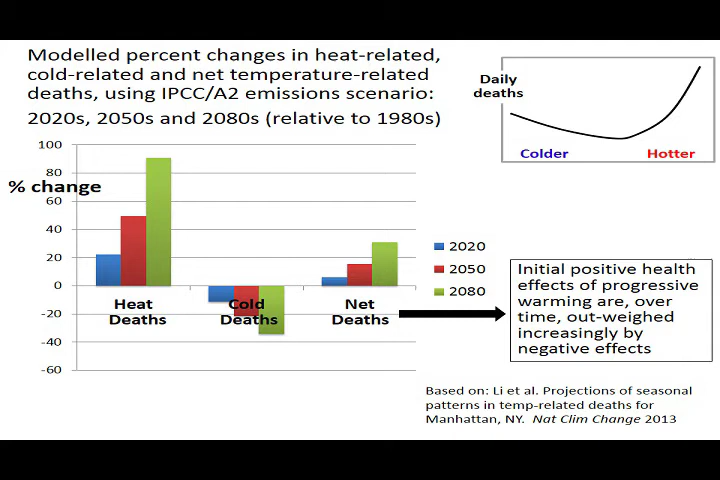 Modelled percent changes in heat-related,
cold-related and net temperature-related
deaths, using IPCC/A2 emissions scenario:
2020s, 2050s and 2080s (relative to 1980s)
Daily
deaths
Colder
Hotter
100
80
60
40
20
0
-20
-40
-60
% change
Heat
Deaths
Cold
Deaths
Net
Deaths
2020
2050
2080
Initial positive health
effects of progressive
warming are, over
time, out-weighed
increasingly by
negative effects
Based on: Li et al. Projections of seasonal
patterns in temp-related deaths for
Manhattan, NY. Nat Clim Change 2013